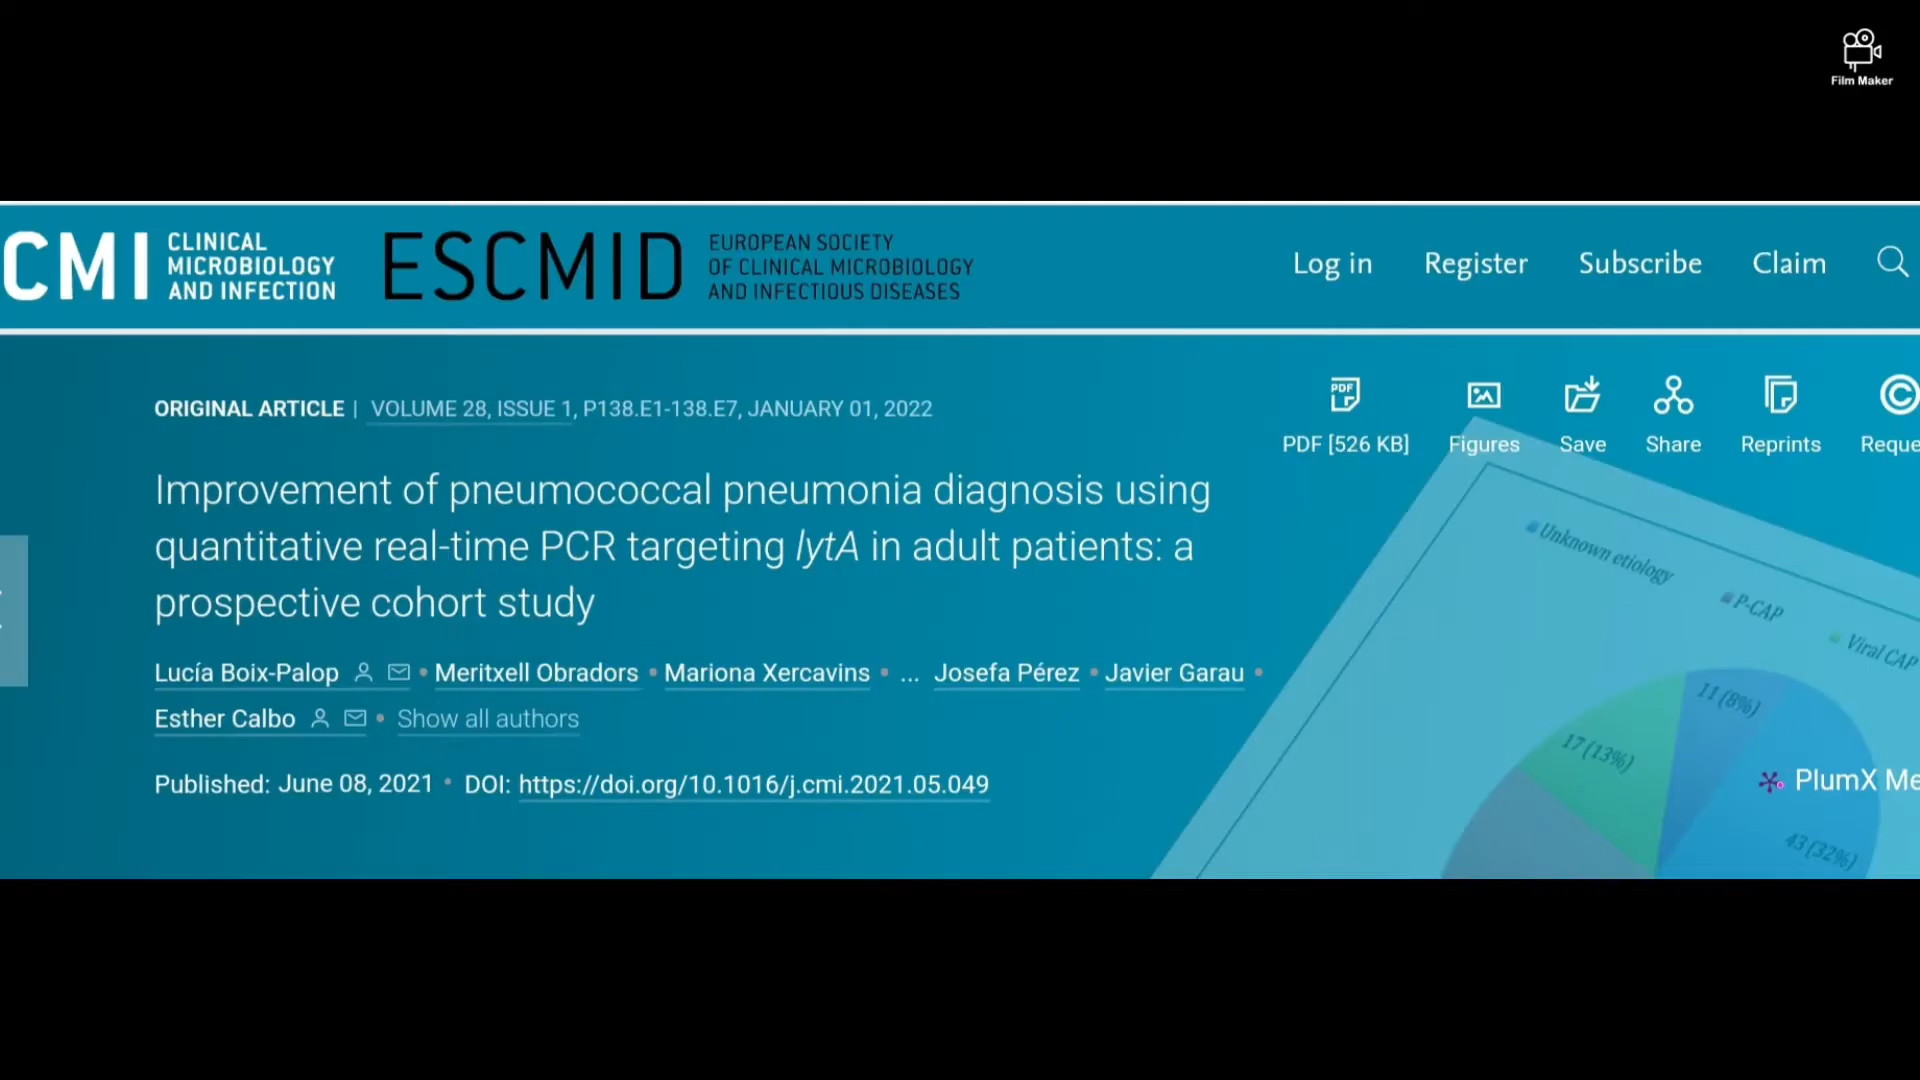 Film Maker
CMI CLINICAL MICROBIOLOGY AND INFECTION
ESCMID EUROPEAN SOCIETY OF CLINICAL MICROBIOLOGY AND INFECTIOUS DISEASES
Log in Register Subscribe Claim
ORIGINAL ARTICLE | VOLUME 28, ISSUE 1, P138.E1-138.E7, JANUARY 01, 2022
PDF [526 KB] Figures Save Share Reprints Reque
Improvement of pneumococcal pneumonia diagnosis using
quantitative real-time PCR targeting lytA in adult patients: a
prospective cohort study
Lucía Boix-Palop • Meritxell Obradors • Mariona Xercavins • ... Josefa Pérez • Javier Garau •
Esther Calbo • Show all authors
Published: June 08, 2021 • DOI: https://doi.org/10.1016/j.cmi.2021.05.049
Unknown etiology
P-CAP
Viral CAP
11 (8%)
17 (13%)
43 (32%)
PlumX Me